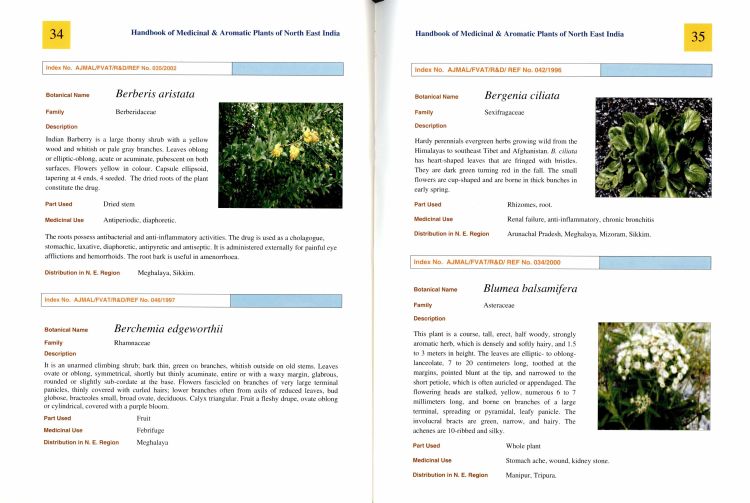 34
Handbook of Medicinal & Aromatic Plants of North East India
Index No. AJMAL/FVAT/R&D/REF No. 035/2002
Botanical Name Berberis aristata
Family Berberidaceae
Description
Indian Barberry is a large thorny shrub with a yellow
wood and whitish or pale gray branches. Leaves oblong
or elliptic-oblong, acute or acuminate, pubescent on both
surfaces. Flowers yellow in colour. Capsule ellipsoid,
tapering at 4 ends, 4 seeded. The dried roots of the plant
constitute the drug.
Part Used Dried stem
Medicinal Use Antiperiodic, diaphoretic.
The roots possess antibacterial and anti-inflammatory activities. The drug is used as a cholagogue,
stomachic, laxative, diaphoretic, antipyretic and antiseptic. It is administered externally for painful eye
afflictions and hemorrhoids. The root bark is useful in amenorrhoea.
Distribution in N. E. Region Meghalaya, Sikkim.
Index No. AJMAL/FVAT/R&D/REF No. 046/1997
Botanical Name Berchemia edgeworthii
Family Rhamnaceae
Description
It is an unarmed climbing shrub; bark thin, green on branches, whitish outside on old stems. Leaves
ovate or oblong, symmetrical, shortly but thinly acuminate, entire or with a waxy margin, glabrous,
rounded or slightly sub-cordate at the base. Flowers fascicled on branches of very large terminal
panicles, thinly covered with curled hairs; lower branches often from axils of reduced leaves, bud
globose, bracteoles small, broad ovate, deciduous. Calyx triangular. Fruit a fleshy drupe, ovate oblong
or cylindrical, covered with a purple bloom.
Part Used Fruit
Medicinal Use Febrifuge
Distribution in N. E. Region Meghalaya
Handbook of Medicinal & Aromatic Plants of North East India
35
Index No. AJMAL/FVAT/R&D/ REF No. 042/1996
Botanical Name Bergenia ciliata
Family Sexifragaceae
Description
Hardy perennials evergreen herbs growing wild from the
Himalayas to southeast Tibet and Afghanistan. B. ciliata
has heart-shaped leaves that are fringed with bristles.
They are dark green turning red in the fall. The small
flowers are cup-shaped and are borne in thick bunches in
early spring.
Part Used Rhizomes, root.
Medicinal Use Renal failure, anti-inflammatory, chronic bronchitis
Distribution in N. E. Region Arunachal Pradesh, Meghalaya, Mizoram, Sikkim.
Index No. AJMAL/FVAT/R&D/ REF No. 034/2000
Botanical Name Blumea balsamifera
Family Asteraceae
Description
This plant is a course, tall, erect, half woody, strongly
aromatic herb, which is densely and softly hairy, and 1.5
to 3 meters in height. The leaves are elliptic- to oblong-
lanceolate, 7 to 20 centimeters long, toothed at the
margins, pointed blunt at the tip, and narrowed to the
short petiole, which is often auricled or appendaged. The
flowering heads are stalked, yellow, numerous 6 to 7
millimeters long, and borne on branches of a large
terminal, spreading or pyramidal, leafy panicle. The
involucral bracts are green, narrow, and hairy. The
achenes are 10-ribbed and silky.
Part Used Whole plant
Medicinal Use Stomach ache, wound, kidney stone.
Distribution in N. E. Region Manipur, Tripura.